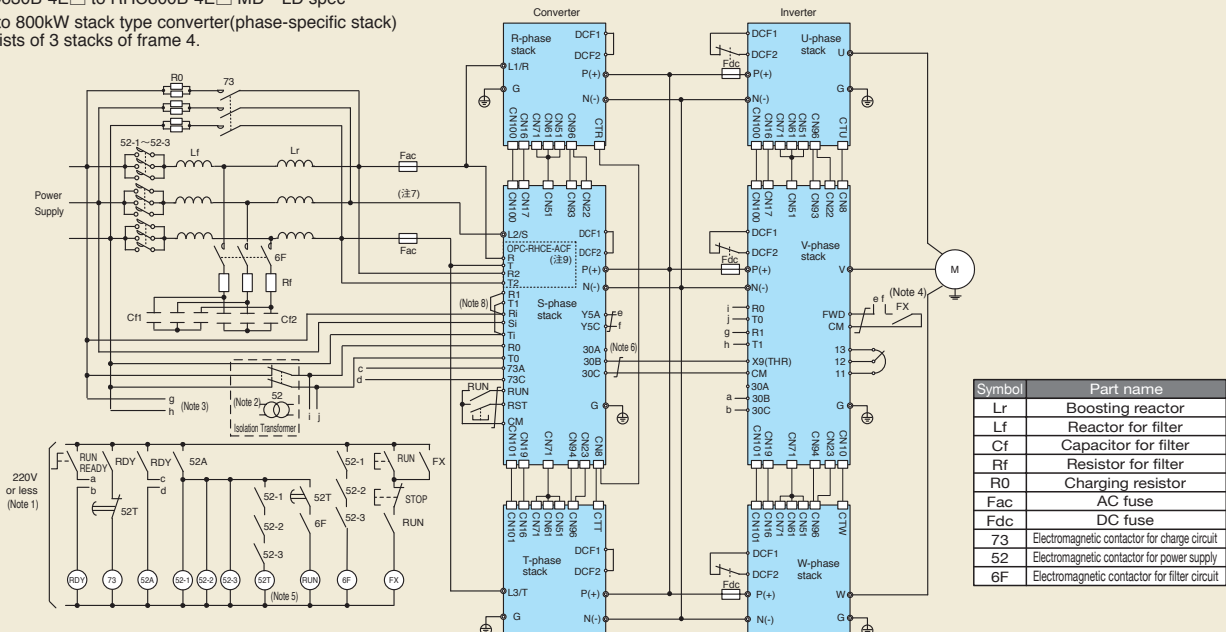 to 800kW stack type converter(phase-specific stack)
ists of 3 stacks of frame 4.
Converter
Inverter
R-phase
stack
DCF1
DCF2
L1/R
P(+)
G
N(-)
CN100
CN16
CN71
CN61
CN51
CN96
CTR
DCF1
DCF2
Fdc
P(+)
N(-)
U-phase
stack
U
G
CN100
CN16
CN71
CN61
CN51
CN96
CTU
R0
73
52-1~52-3
Lf
Lr
Fac
Power
Supply
(注7)
Fac
6F
Rf
Cf1
Cf2
CN100
CN17
CN51
CN93
CN22
L2/S
DCF1
DCF2
OPC-RHCE-ACF
(注9)
R
T
R2
T2
P(+)
N(-)
(Note 8)
R1
T1
Ri
Si
Ti
R0
T0
73A
73C
RUN
RST
CM
S-phase
stack
Y5A
Y5C
e
f
30A
30B
30C
(Note 6)
G
c
d
RUN
CN101
CN19
CN71
CN94
CN23
CN8
CN100
CN17
CN51
CN93
CN22
CN8
DCF1
DCF2
Fdc
P(+)
N(-)
V-phase
stack
V
M
i
j
g
h
R0
T0
R1
T1
FWD
CM
e f
(Note 4)
FX
X9(THR)
CM
30A
30B
30C
a
b
13
12
11
G
CN101
CN19
CN71
CN94
CN23
CN10
g
h
(Note 3)
(Note 2)
52
Isolation Transformer
i
j
220V
or less
(Note 1)
RUN
READY
a
b
RDY
52T
RDY
c
d
52A
52-1
52-2
52-3
52T
6F
52-1
52-2
52-3
RUN
FX
STOP
RUN
RDY
73
52A
52-1
52-2
52-3
52T
RUN
6F
FX
(Note 5)
CN101
CN16
CN71
CN61
CN51
CN96
CTT
T-phase
stack
DCF1
DCF2
L3/T
P(+)
G
N(-)
CN101
CN16
CN71
CN61
CN51
CN96
CTW
DCF1
DCF2
Fdc
P(+)
N(-)
W-phase
stack
W
G
Symbol Part name
Lr Boosting reactor
Lf Reactor for filter
Cf Capacitor for filter
Rf Resistor for filter
R0 Charging resistor
Fac AC fuse
Fdc DC fuse
73 Electromagnetic contactor for charge circuit
52 Electromagnetic contactor for power supply
6F Electromagnetic contactor for filter circuit